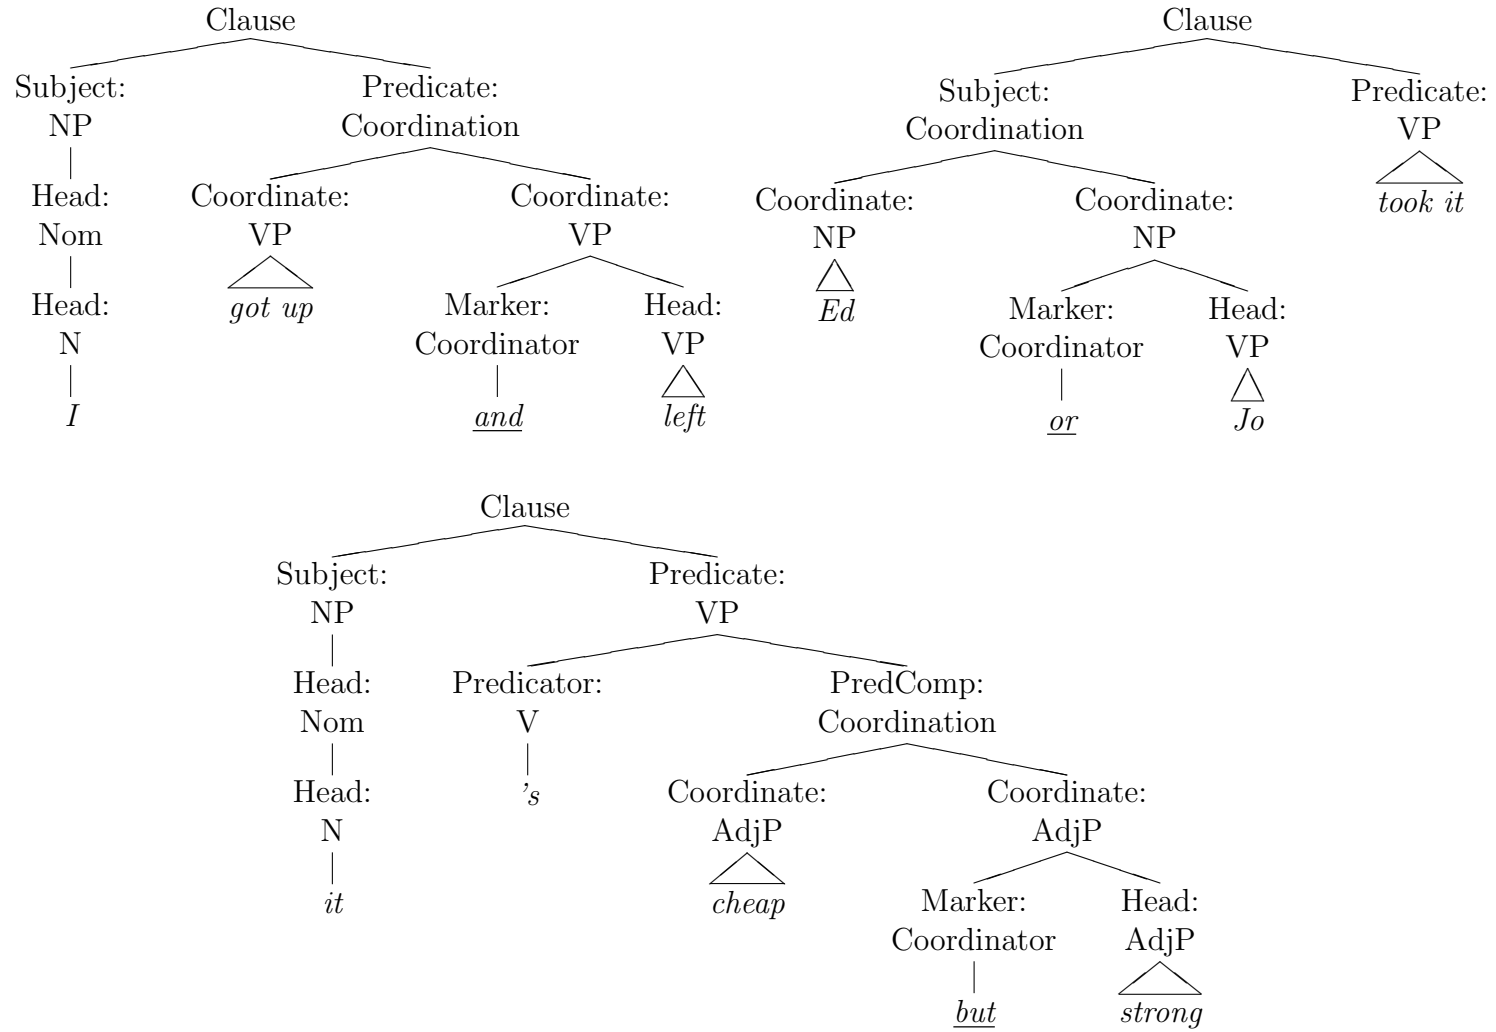 Clause
Subject:
NP
Predicate:
Coordination
Head:
Nom
Coordinate:
VP
Coordinate:
VP
Head:
N
got up
Marker:
Coordinator
Head:
VP
I
and
left
Clause
Subject:
Coordination
Predicate:
VP
Coordinate:
NP
Coordinate:
NP
took it
Ed
Marker:
Coordinator
Head:
VP
or
Jo
Clause
Subject:
NP
Predicate:
VP
Head:
Nom
Predicator:
V
PredComp:
Coordination
Head:
N
's
Coordinate:
AdjP
Coordinate:
AdjP
it
cheap
Marker:
Coordinator
Head:
AdjP
but
strong